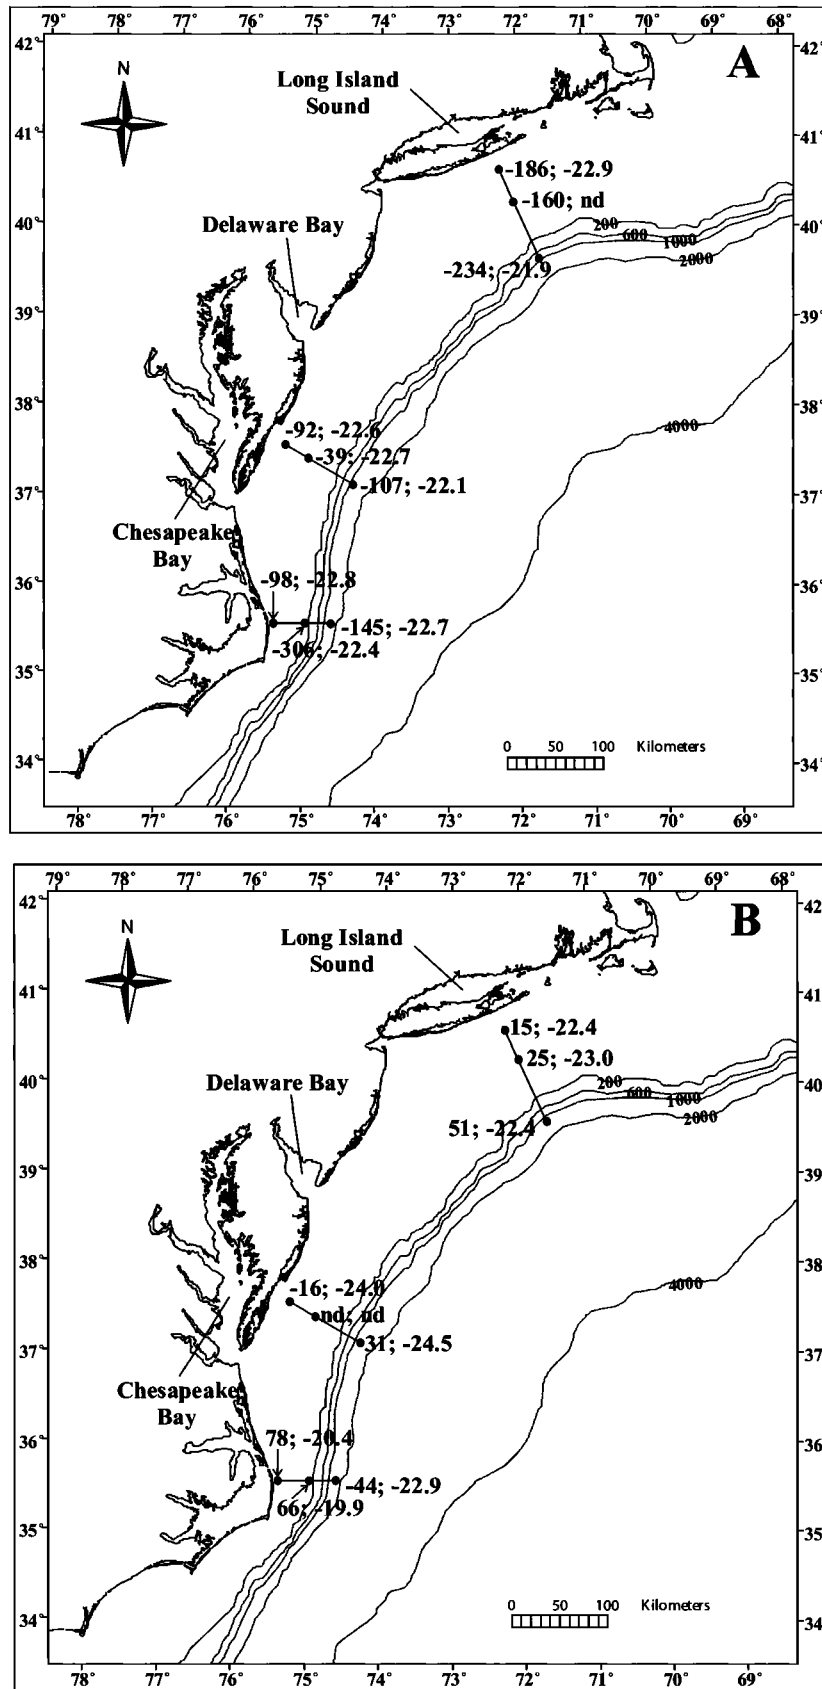 79° 78° 77° 76° 75° 74° 73° 72° 71° 70° 69° 68°
42° 42°
A
N
Long Island
Sound
41° 41°
-186; -22.9
-160; nd
Delaware Bay
40° 40°
200 600 1000
2000
-234; -21.9
39° 39°
38° 38°
4000
-92; -22.6
-39; -22.7
-107; -22.1
37° 37°
Chesapeake
Bay
36° 36°
-98; -22.8
-145; -22.7
-306; -22.4
35° 35°
0 50 100 Kilometers
34° 34°
78° 77° 76° 75° 74° 73° 72° 71° 70° 69°
79° 78° 77° 76° 75° 74° 73° 72° 71° 70° 69° 68°
42° 42
B
N
Long Island
Sound
41° 41
15; -22.4
25; -23.0
Delaware Bay
40° 40
200 600 1000
2000
51; -22.4
39° 39
38° 38
4000
-16; -24.0
nd; nd
31; -24.5
37° 37
Chesapeake
Bay
36° 36
78; -20.4
-44; -22.9
66; -19.9
35° 35
0 50 100 Kilometers
34° 34
78° 77° 76° 75° 74° 73° 72° 71° 70° 69°